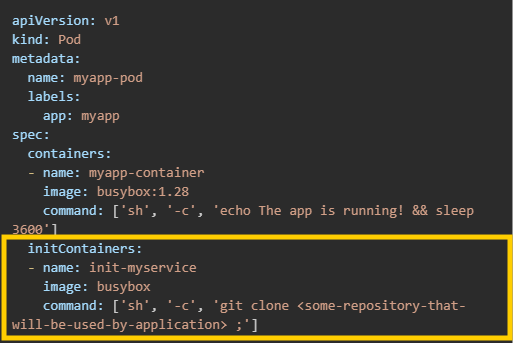 apiVersion: v1
kind: Pod
metadata:
  name: myapp-pod
  labels:
    app: myapp
spec:
  containers:
  - name: myapp-container
    image: busybox:1.28
    command: ['sh', '-c', 'echo The app is running! && sleep
3600']
  initContainers:
  - name: init-myservice
    image: busybox
    command: ['sh', '-c', 'git clone <some-repository-that-
will-be-used-by-application> ;']